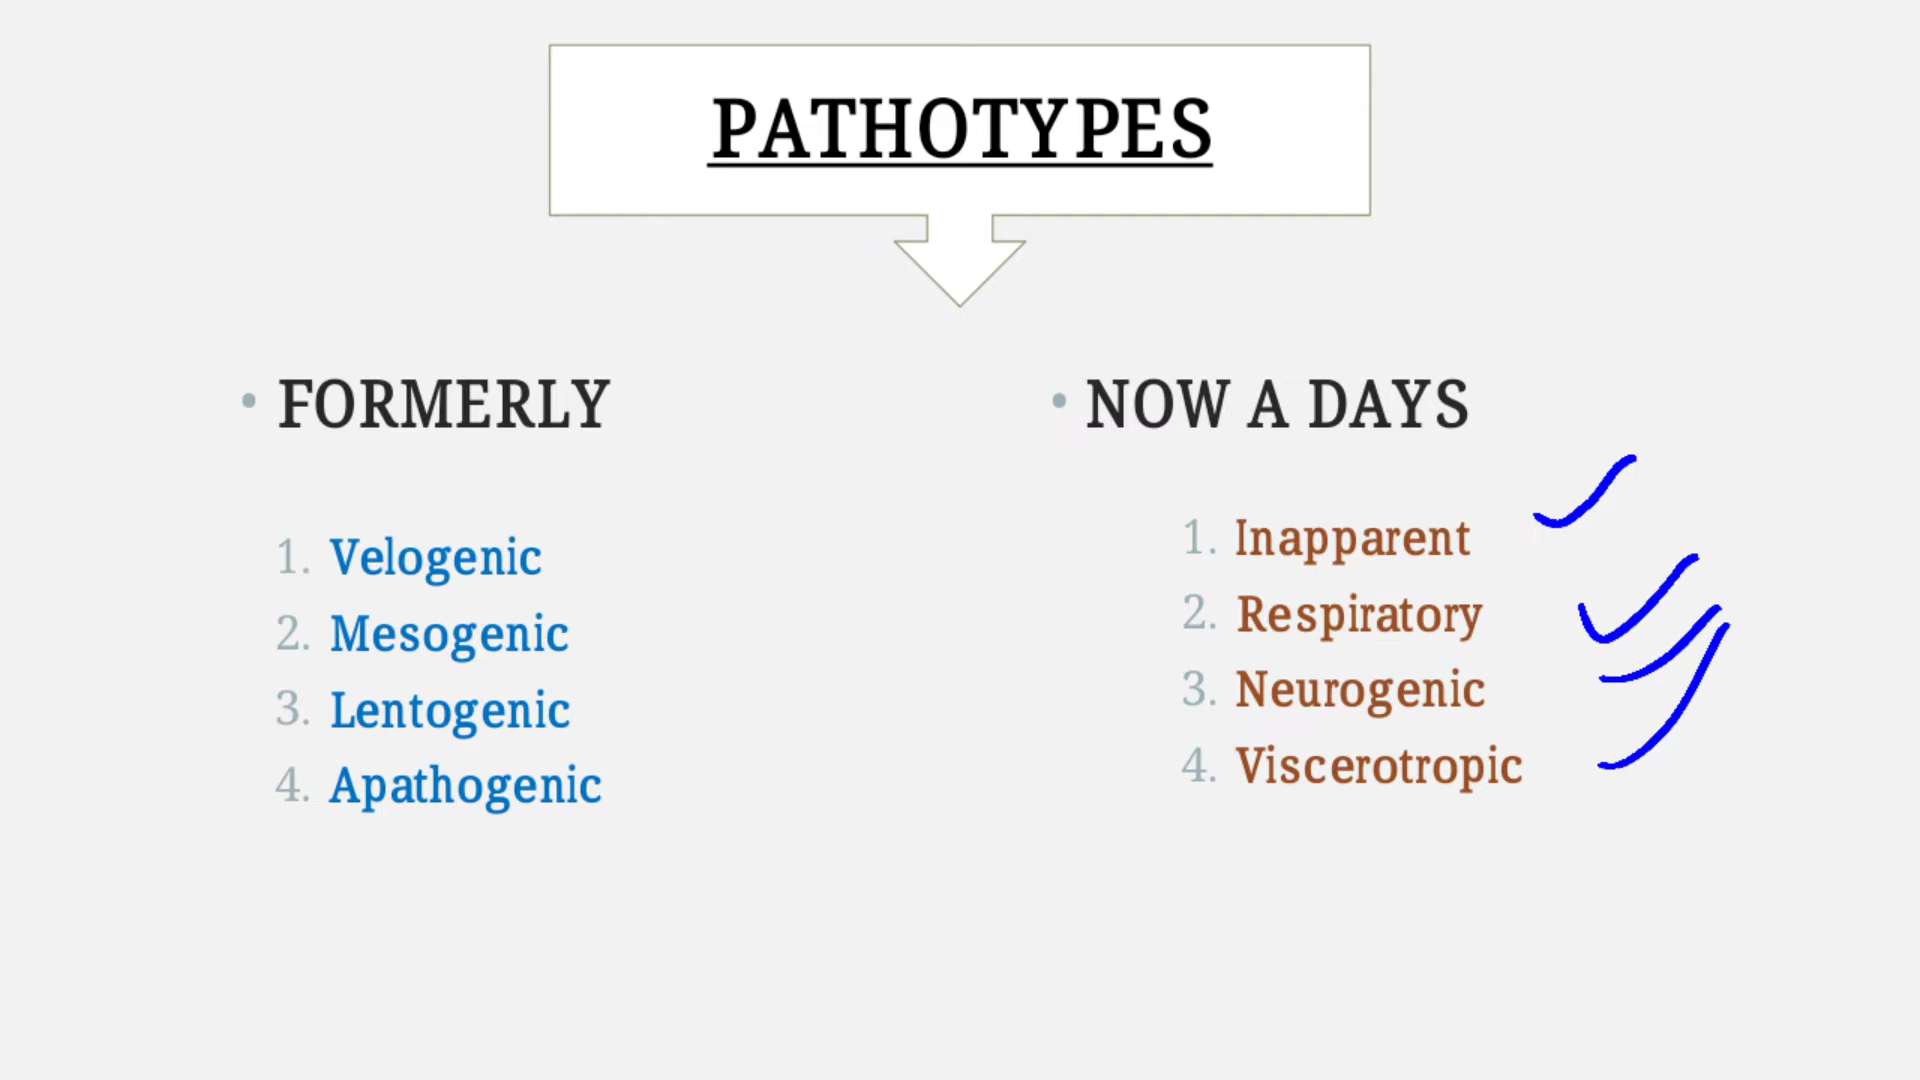 PATHOTYPES
• FORMERLY
1. Velogenic
2. Mesogenic
3. Lentogenic
4. Apathogenic
• NOW A DAYS
1. Inapparent
2. Respiratory
3. Neurogenic
4. Viscerotropic